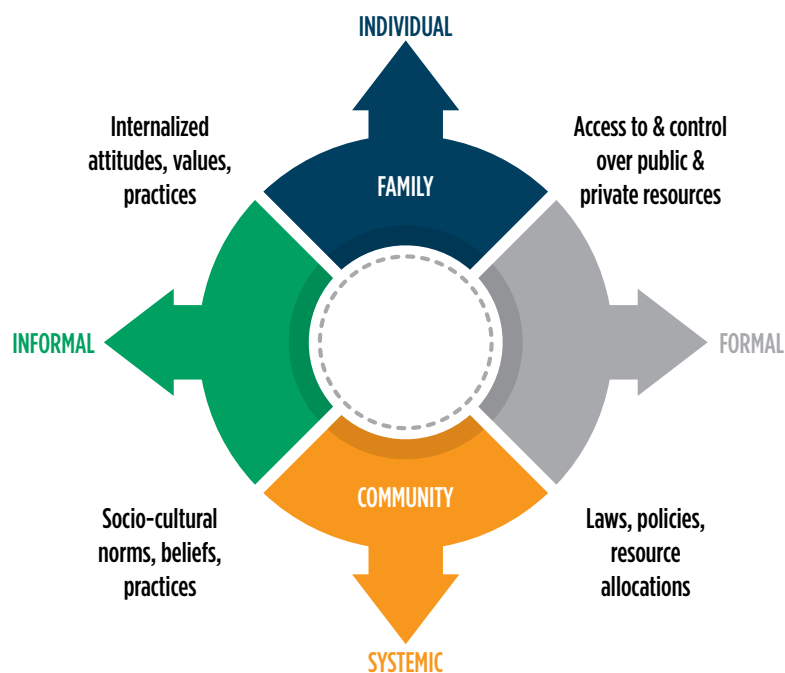 INDIVIDUAL
Internalized
attitudes, values,
practices
Access to & control
over public &
private resources
FAMILY
INFORMAL
FORMAL
COMMUNITY
Socio-cultural
norms, beliefs,
practices
Laws, policies,
resource
allocations
SYSTEMIC